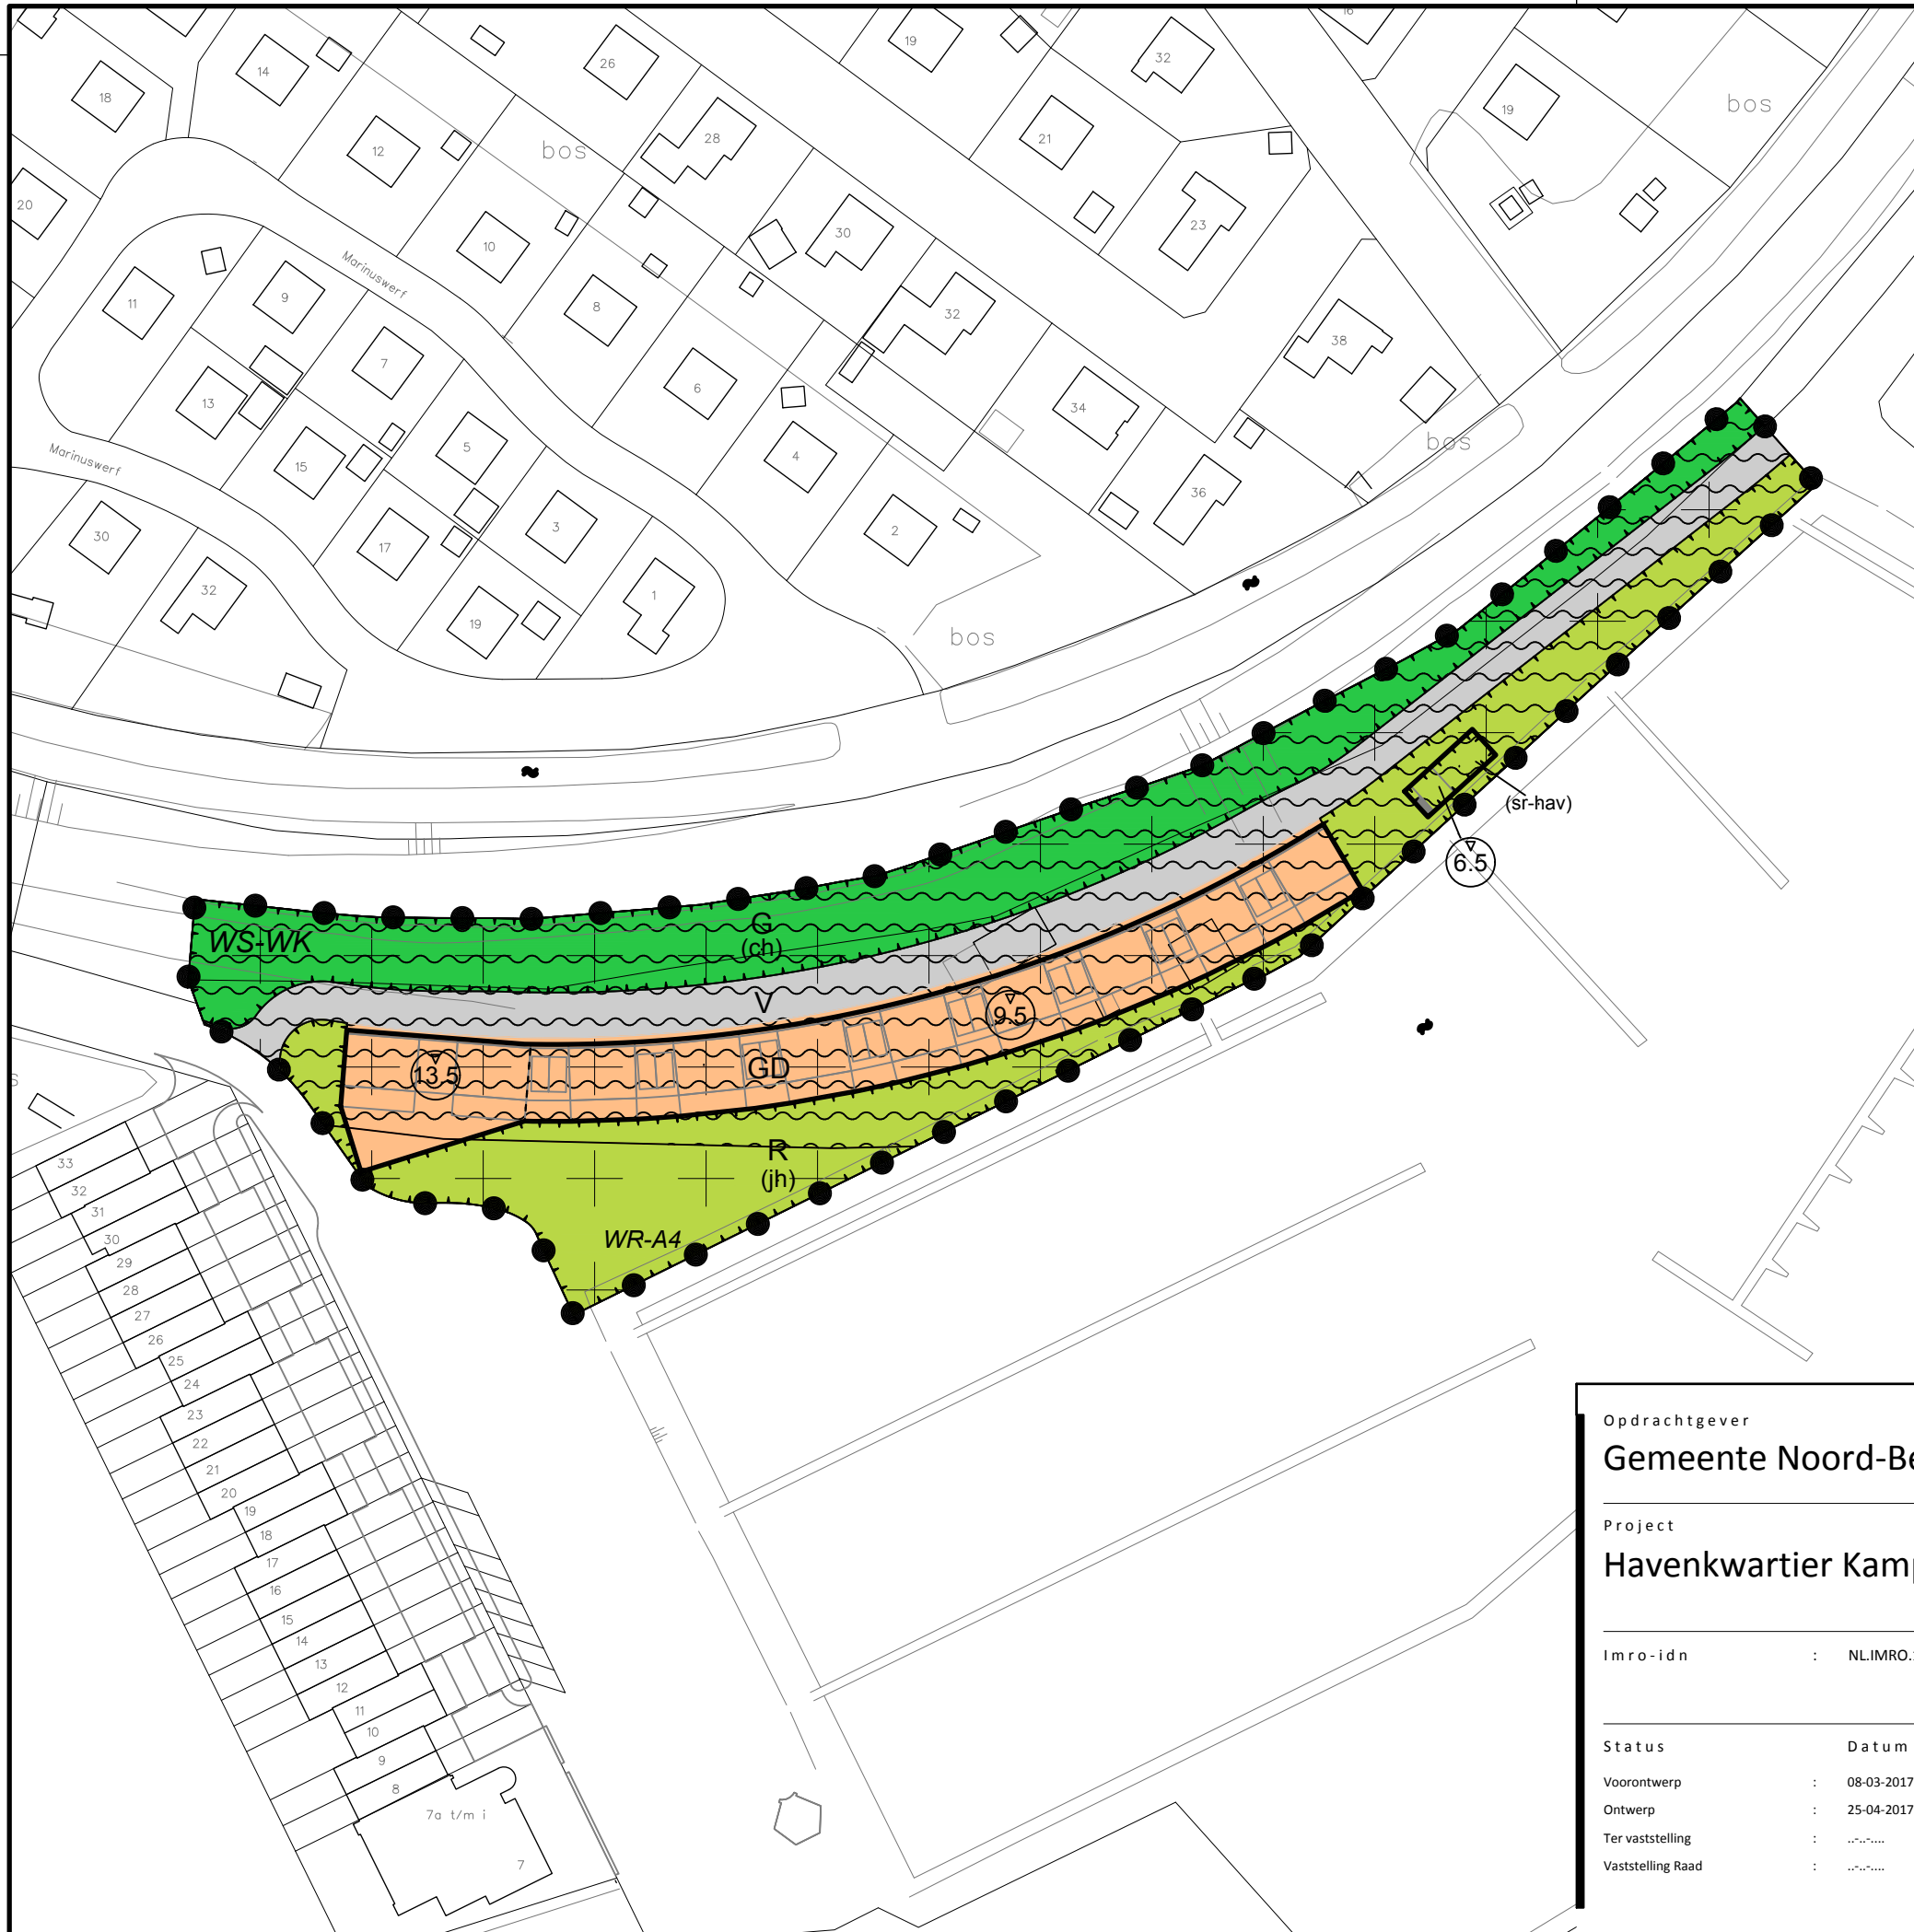 14
18
26
19
32
16
19
bos
12
bos
28
21
20
10
30
23
Marinuswerf
11
9
8
32
38
7
13
6
34
bos
5
15
4
36
Marinuswerf
30
17
3
2
32
19
1
bos
(sr-hav)
6.5
WS-WK
G
(ch)
V
9.5
13.5
GD
R
(jh)
WR-A4
33
32
31
30
29
28
27
26
25
24
23
22
21
20
19
18
17
16
15
14
13
12
11
10
9
8
7a t/m i
7
Opdrachtgever
Gemeente Noord-Be
Project
Havenkwartier Kam
Imro-idn : NL.IMRO.
Status Datum
Voorontwerp : 08-03-2017
Ontwerp : 25-04-2017
Ter vaststelling : ..-..-....
Vaststelling Raad : ..-..-....